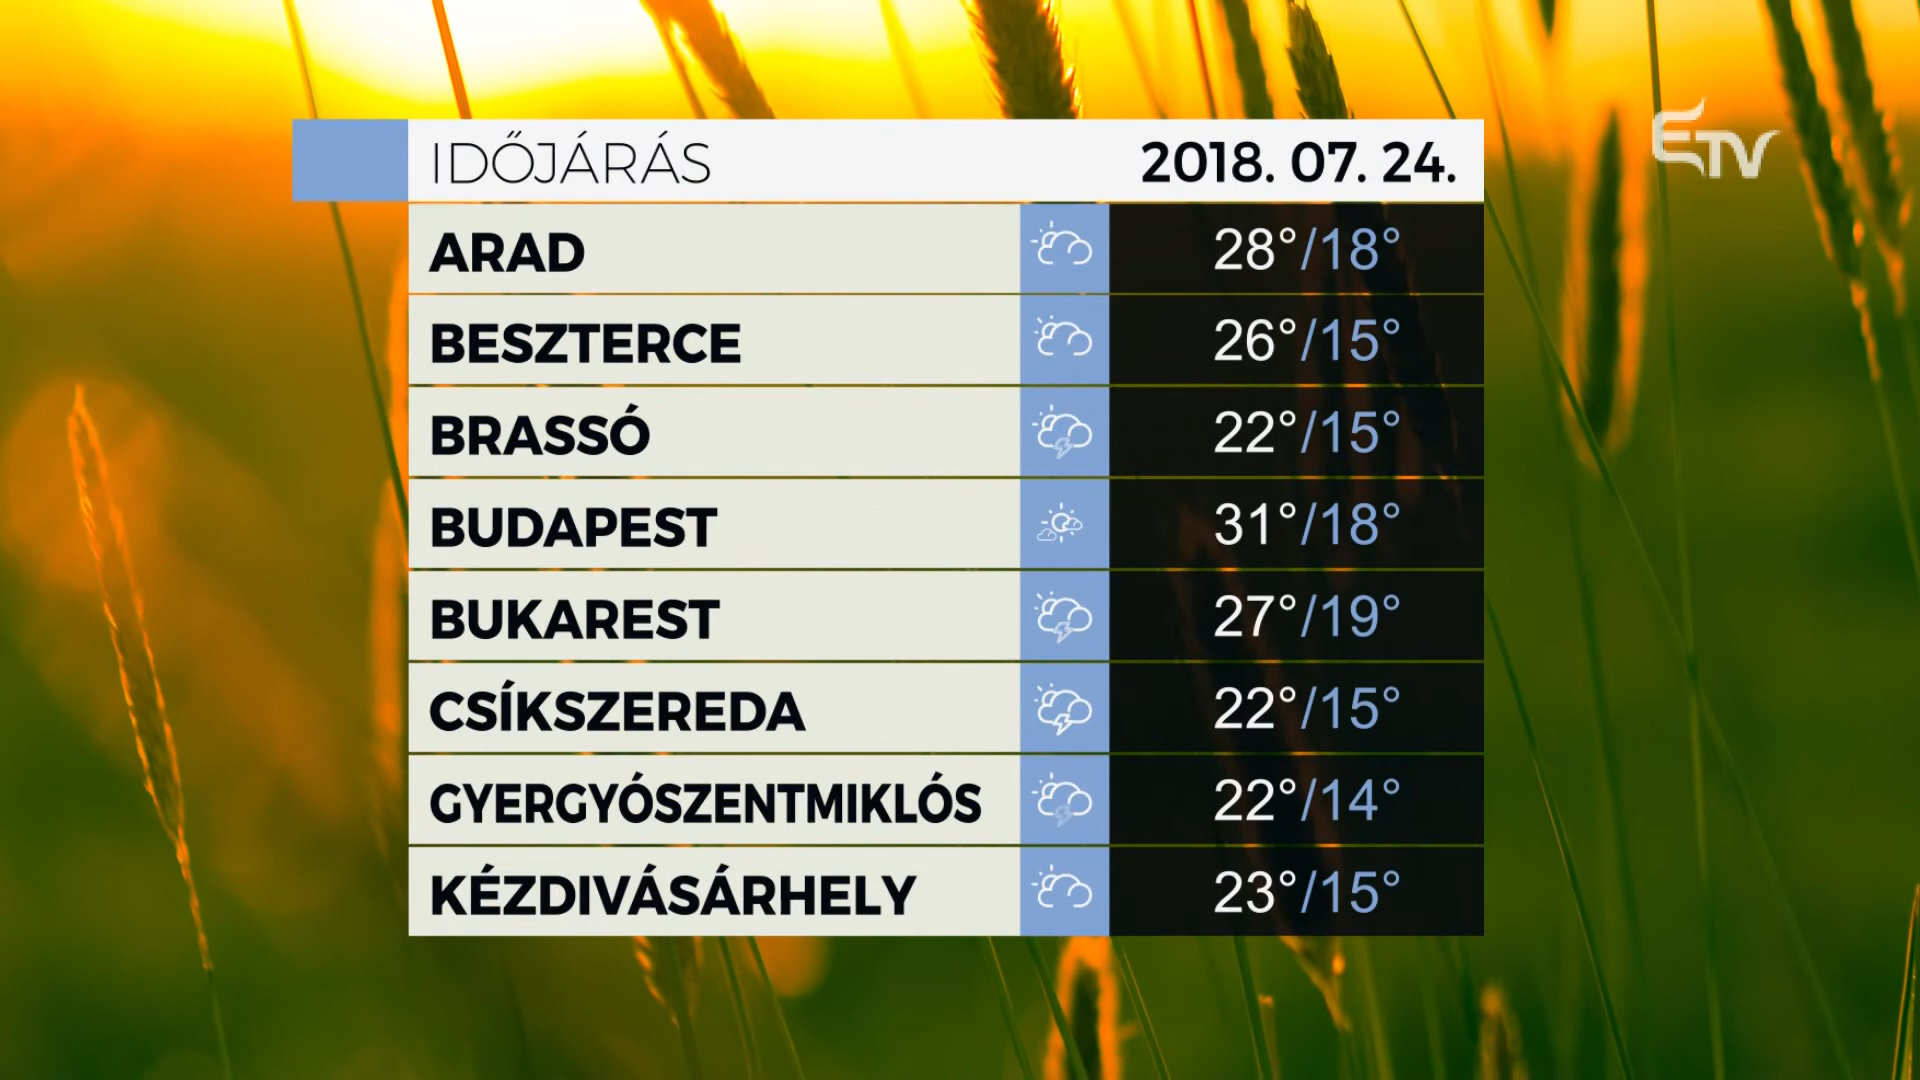 IDŐJÁRÁS 2018. 07. 24.
ETV
ARAD 28°/18°
BESZTERCE 26°/15°
BRASSÓ 22°/15°
BUDAPEST 31°/18°
BUKAREST 27°/19°
CSÍKSZEREDA 22°/15°
GYERGYÓSZENTMIKLÓS 22°/14°
KÉZDIVÁSÁRHELY 23°/15°